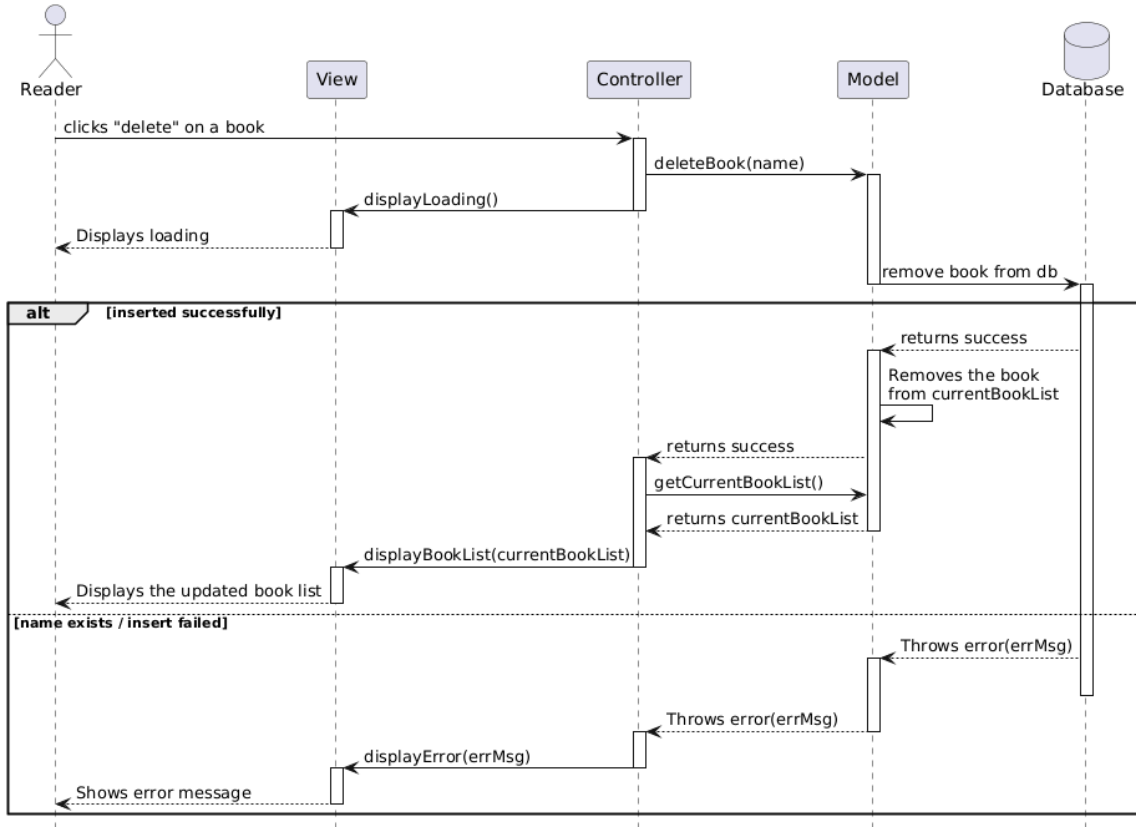 Reader
View
Controller
Model
Database
clicks "delete" on a book
deleteBook(name)
displayLoading()
Displays loading
remove book from db
alt
[inserted successfully]
returns success
Removes the book
from currentBookList
returns success
getCurrentBookList()
returns currentBookList
displayBookList(currentBookList)
Displays the updated book list
[name exists / insert failed]
Throws error(errMsg)
Throws error(errMsg)
displayError(errMsg)
Shows error message